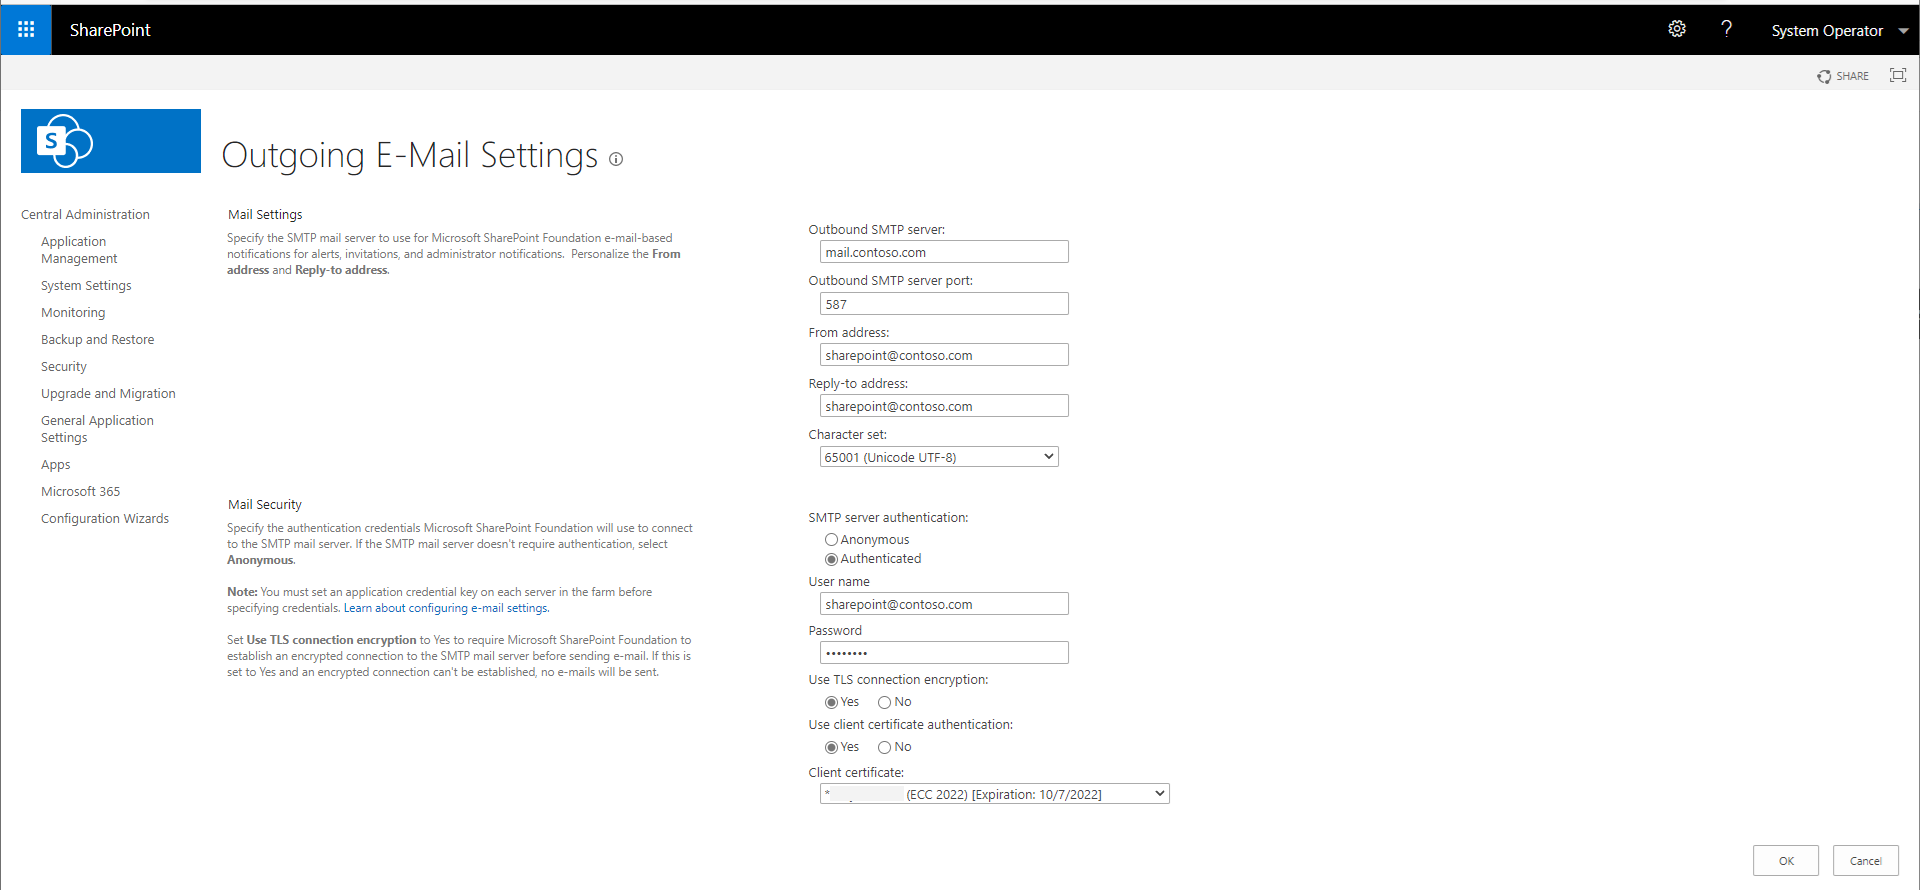 SharePoint
?
System Operator
SHARE
S
Outgoing E-Mail Settings
Central Administration
Application
Management
System Settings
Monitoring
Backup and Restore
Security
Upgrade and Migration
General Application
Settings
Apps
Microsoft 365
Configuration Wizards
Mail Settings
Specify the SMTP mail server to use for Microsoft SharePoint Foundation e-mail-based
notifications for alerts, invitations, and administrator notifications.  Personalize the From
address and Reply-to address.
Outbound SMTP server:
mail.contoso.com
Outbound SMTP server port:
587
From address:
sharepoint@contoso.com
Reply-to address:
sharepoint@contoso.com
Character set:
65001 (Unicode UTF-8)
Mail Security
Specify the authentication credentials Microsoft SharePoint Foundation will use to connect
to the SMTP mail server. If the SMTP mail server doesn't require authentication, select
Anonymous.
Note: You must set an application credential key on each server in the farm before
specifying credentials. Learn about configuring e-mail settings.
Set Use TLS connection encryption to Yes to require Microsoft SharePoint Foundation to
establish an encrypted connection to the SMTP mail server before sending e-mail. If this is
set to Yes and an encrypted connection can't be established, no e-mails will be sent.
SMTP server authentication:
Anonymous
Authenticated
User name
sharepoint@contoso.com
Password
••••••••
Use TLS connection encryption:
Yes No
Use client certificate authentication:
Yes No
Client certificate:
* (ECC 2022) [Expiration: 10/7/2022]
OK Cancel